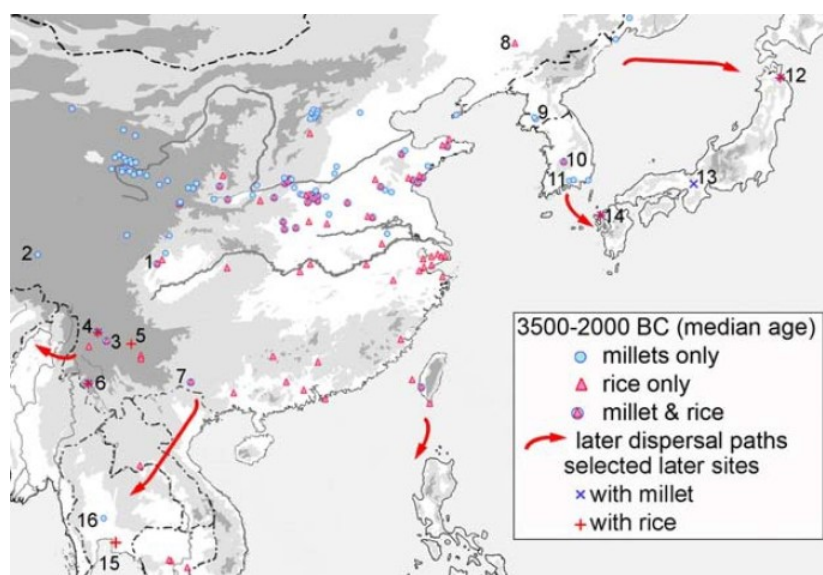 8
12
9
10
13
11
14
2
1
4
3
5
6
7
16
15
3500-2000 BC (median age)
millets only
rice only
millet & rice
later dispersal paths
selected later sites
with millet
with rice